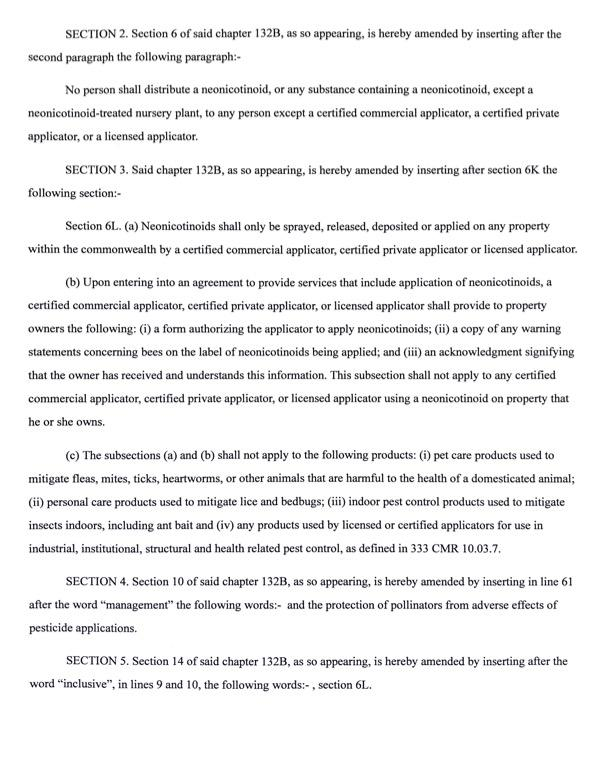 SECTION 2. Section 6 of said chapter 132B, as so appearing, is hereby amended by inserting after the
second paragraph the following paragraph:-
No person shall distribute a neonicotinoid, or any substance containing a neonicotinoid, except a
neonicotinoid-treated nursery plant, to any person except a certified commercial applicator, a certified private
applicator, or a licensed applicator.
SECTION 3. Said chapter 132B, as so appearing, is hereby amended by inserting after section 6K the
following section:-
Section 6L. (a) Neonicotinoids shall only be sprayed, released, deposited or applied on any property
within the commonwealth by a certified commercial applicator, certified private applicator or licensed applicator.
(b) Upon entering into an agreement to provide services that include application of neonicotinoids, a
certified commercial applicator, certified private applicator, or licensed applicator shall provide to property
owners the following: (i) a form authorizing the applicator to apply neonicotinoids; (ii) a copy of any warning
statements concerning bees on the label of neonicotinoids being applied; and (iii) an acknowledgment signifying
that the owner has received and understands this information. This subsection shall not apply to any certified
commercial applicator, certified private applicator, or licensed applicator using a neonicotinoid on property that
he or she owns.
(c) The subsections (a) and (b) shall not apply to the following products: (i) pet care products used to
mitigate fleas, mites, ticks, heartworms, or other animals that are harmful to the health of a domesticated animal;
(ii) personal care products used to mitigate lice and bedbugs; (iii) indoor pest control products used to mitigate
insects indoors, including ant bait and (iv) any products used by licensed or certified applicators for use in
industrial, institutional, structural and health related pest control, as defined in 333 CMR 10.03.7.
SECTION 4. Section 10 of said chapter 132B, as so appearing, is hereby amended by inserting in line 61
after the word “management” the following words:-  and the protection of pollinators from adverse effects of
pesticide applications.
SECTION 5. Section 14 of said chapter 132B, as so appearing, is hereby amended by inserting after the
word “inclusive”, in lines 9 and 10, the following words:- , section 6L.